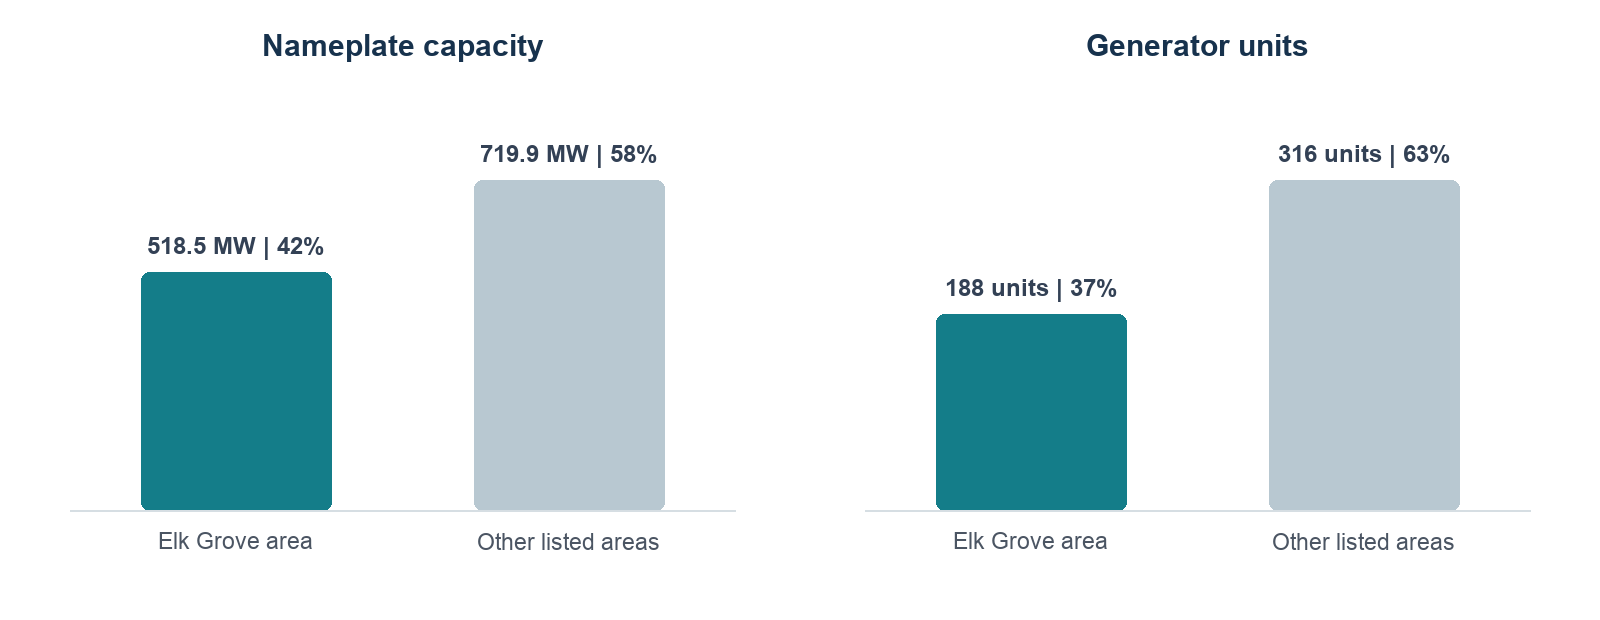 Nameplate capacity
719.9 MW | 58%
518.5 MW | 42%
Elk Grove area
Other listed areas
Generator units
316 units | 63%
188 units | 37%
Elk Grove area
Other listed areas